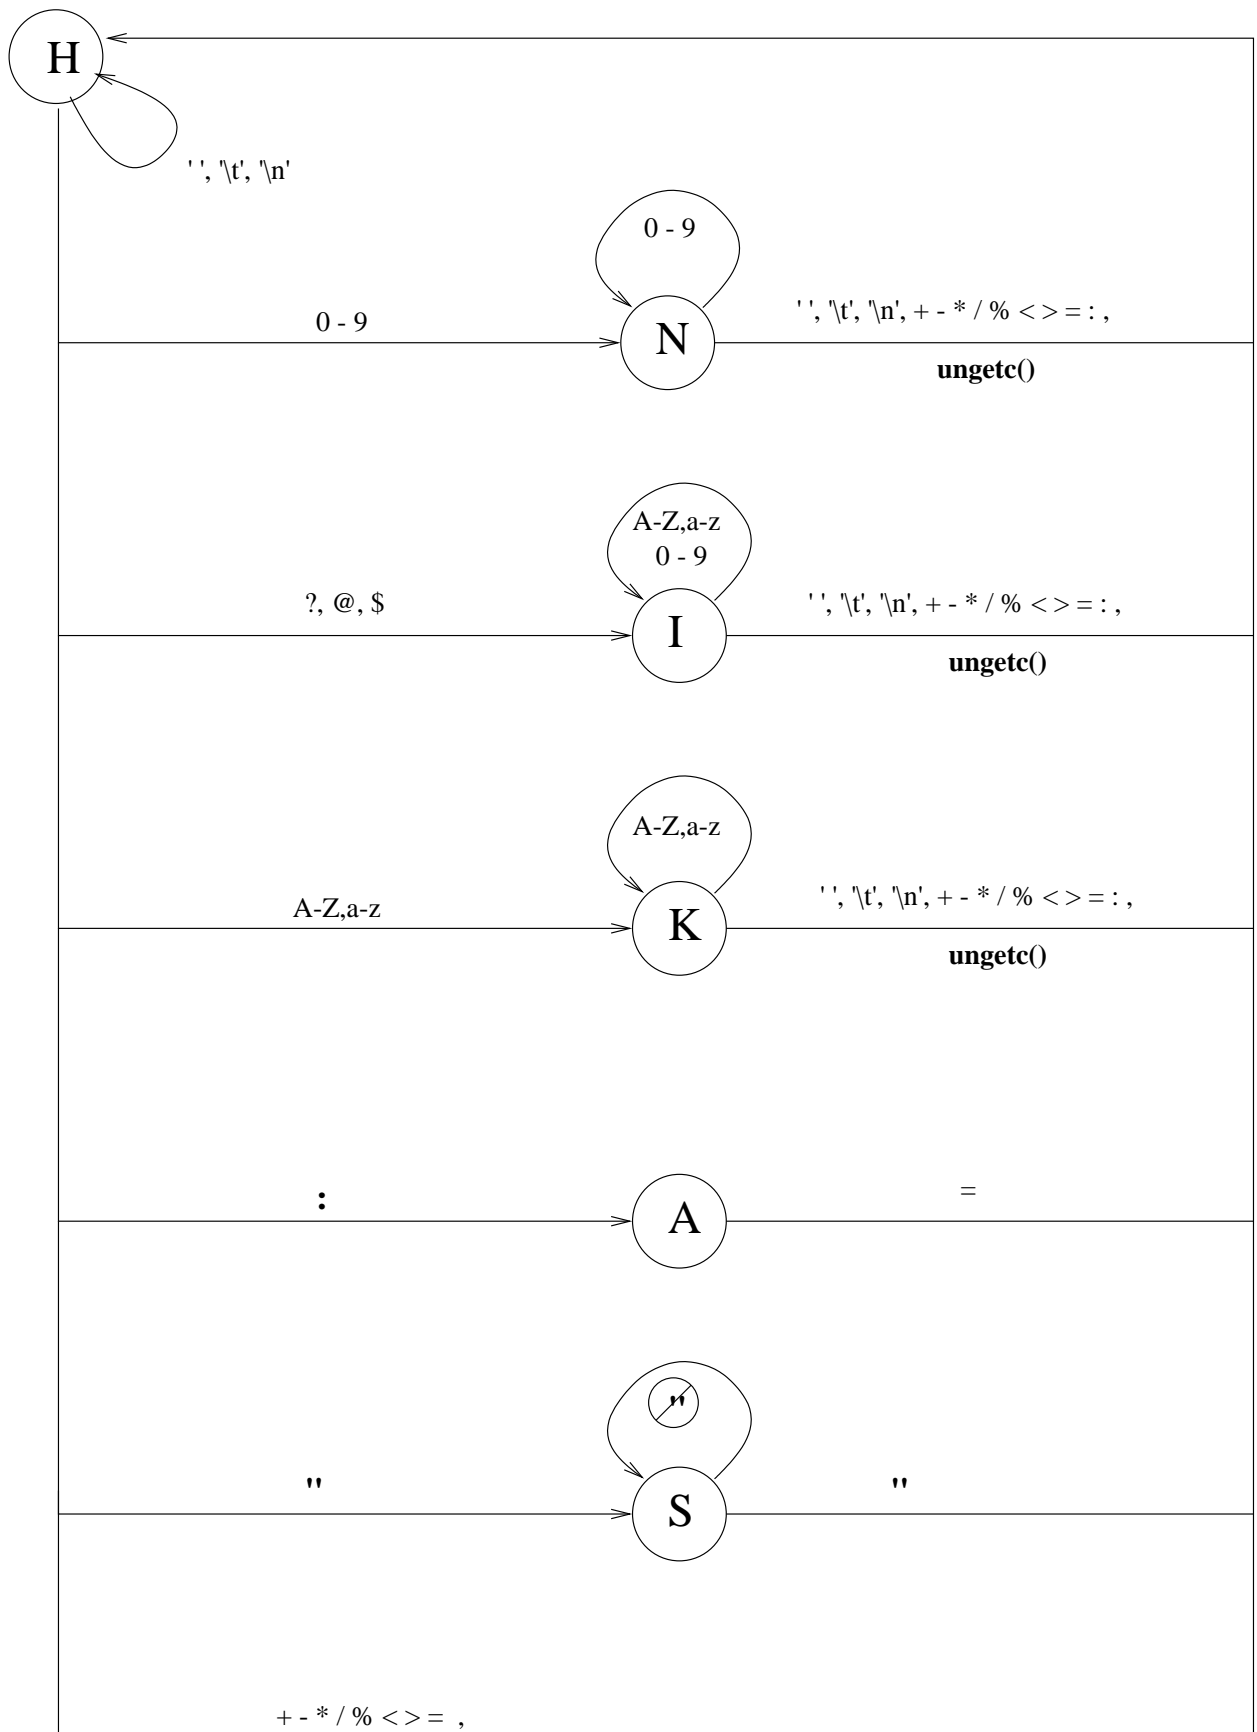 H
' ', '\t', '\n'
0 - 9
0 - 9
N
' ', '\t', '\n', + - * / % < > = : ,
ungetc()
A-Z,a-z
0 - 9
?, @, $
I
' ', '\t', '\n', + - * / % < > = : ,
ungetc()
A-Z,a-z
A-Z,a-z
K
' ', '\t', '\n', + - * / % < > = : ,
ungetc()
:
A
=
"
"
S
"
+ - * / % < > = ,